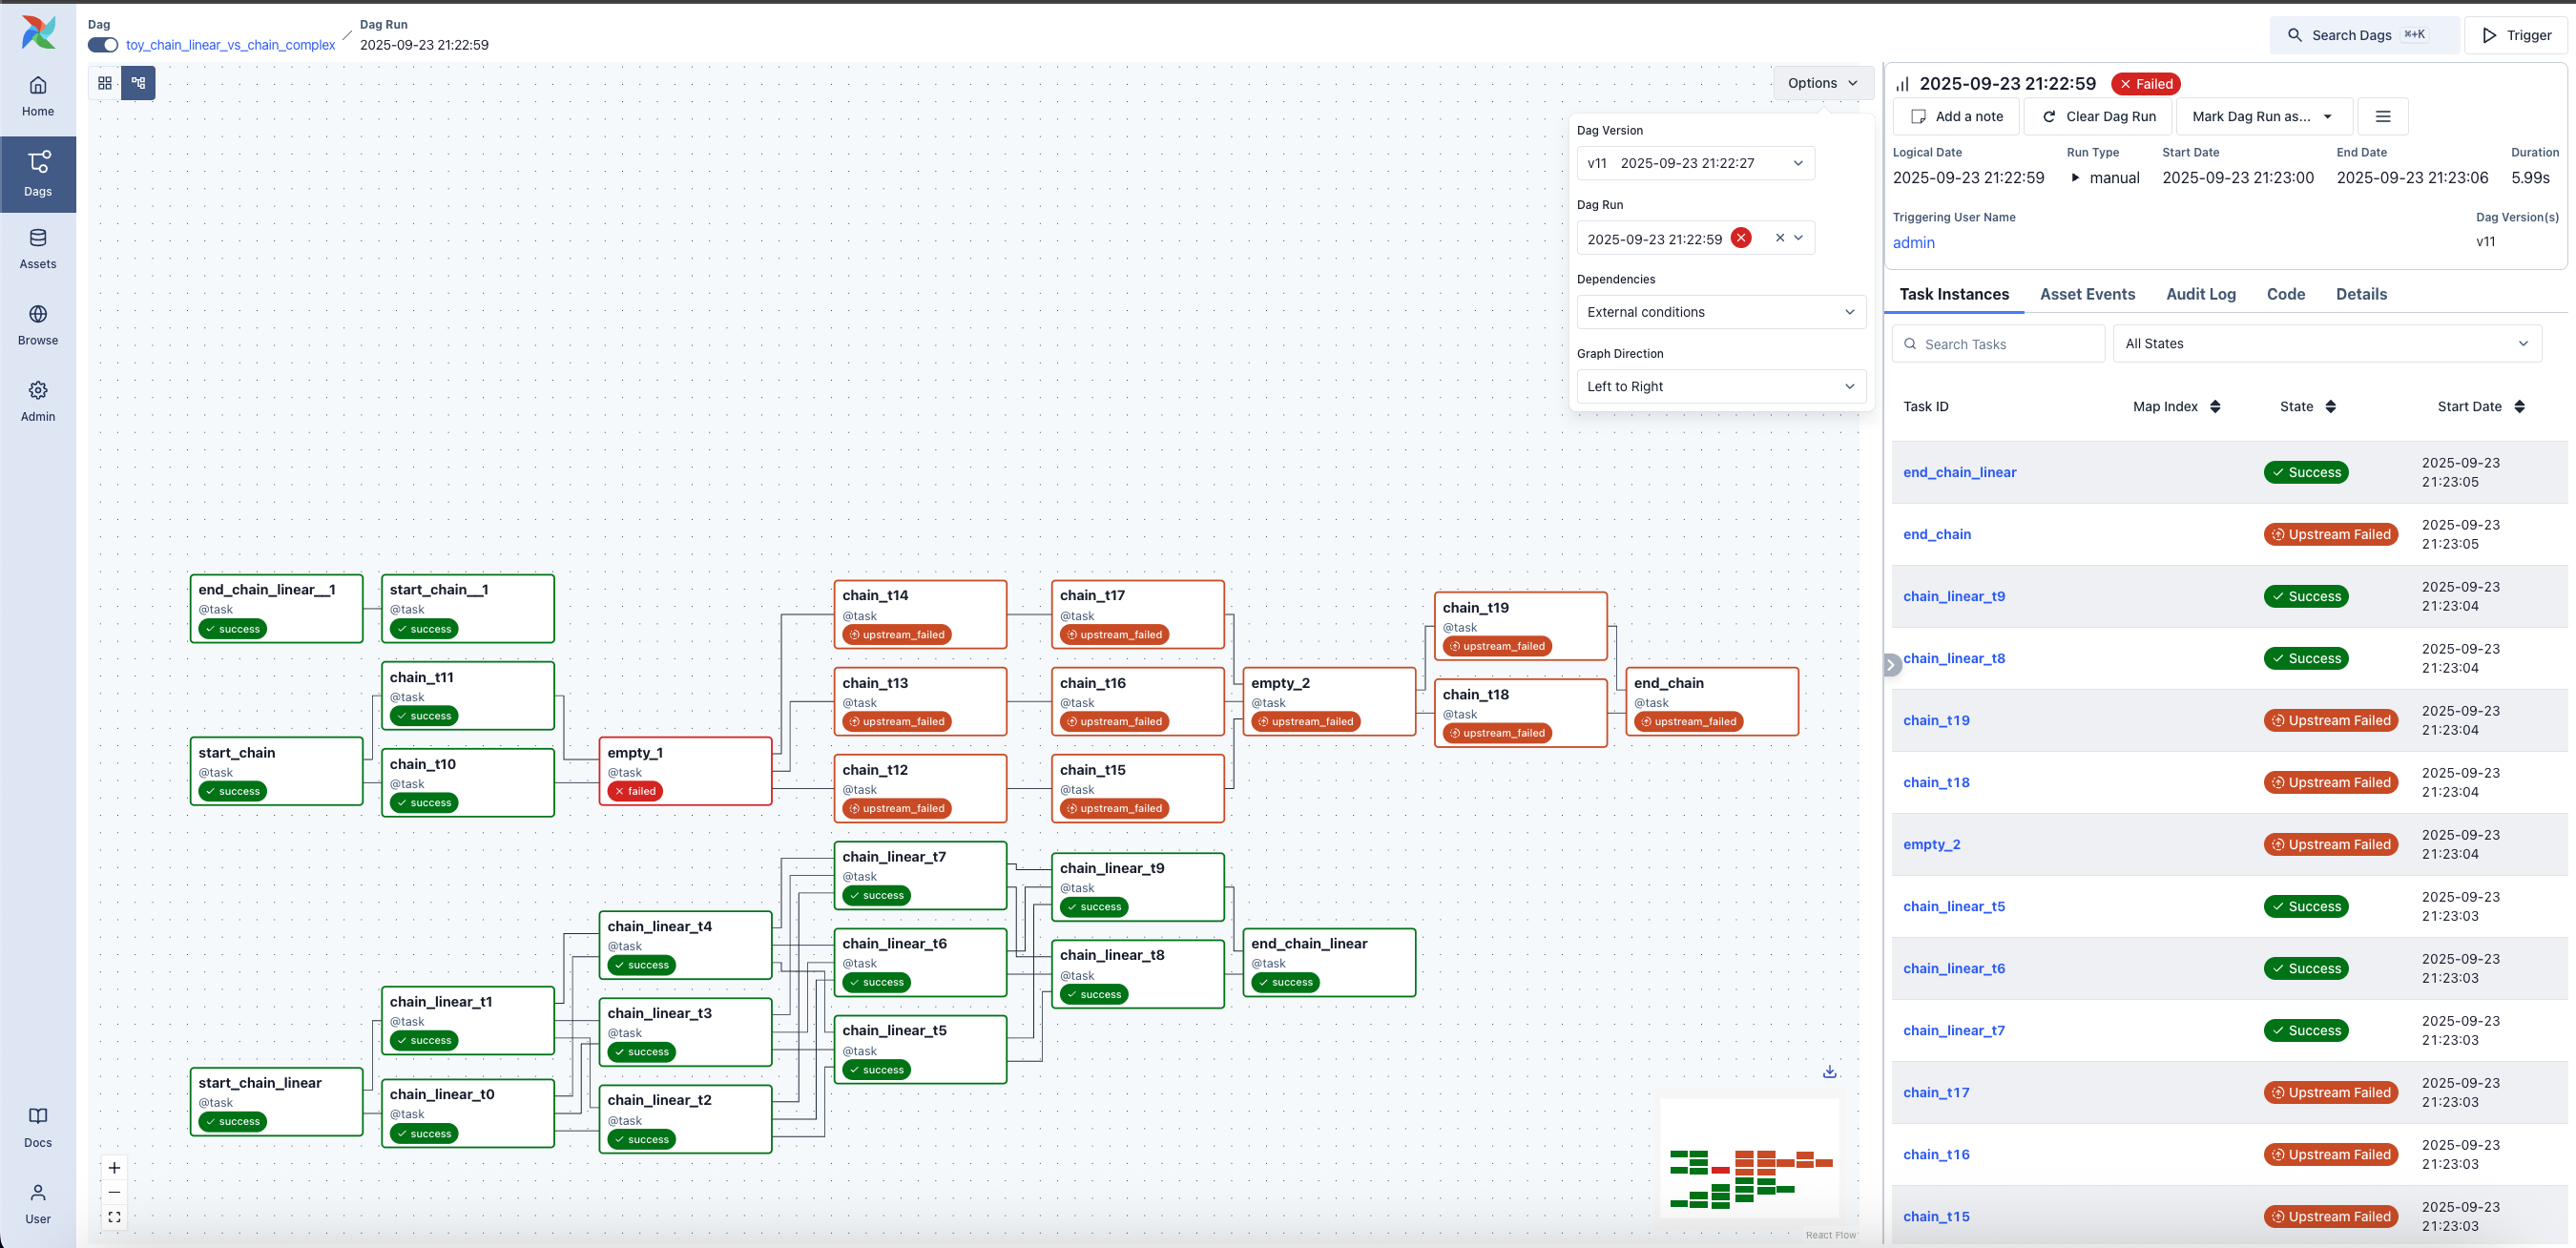 Dag
toy_chain_linear_vs_chain_complex
Dag Run
2025-09-23 21:22:59
Search Dags ⌘+K
Trigger
Home
Dags
Assets
Browse
Admin
Docs
User
Options
Dag Version
v11 2025-09-23 21:22:27
Dag Run
2025-09-23 21:22:59
Dependencies
External conditions
Graph Direction
Left to Right
end_chain_linear__1
@task
success
start_chain__1
@task
success
chain_t11
@task
success
start_chain
@task
success
chain_t10
@task
success
empty_1
@task
failed
chain_t14
@task
upstream_failed
chain_t17
@task
upstream_failed
chain_t13
@task
upstream_failed
chain_t16
@task
upstream_failed
chain_t12
@task
upstream_failed
chain_t15
@task
upstream_failed
empty_2
@task
upstream_failed
chain_t19
@task
upstream_failed
chain_t18
@task
upstream_failed
end_chain
@task
upstream_failed
chain_linear_t7
@task
success
chain_linear_t9
@task
success
chain_linear_t4
@task
success
chain_linear_t6
@task
success
chain_linear_t8
@task
success
end_chain_linear
@task
success
chain_linear_t1
@task
success
chain_linear_t3
@task
success
chain_linear_t5
@task
success
start_chain_linear
@task
success
chain_linear_t0
@task
success
chain_linear_t2
@task
success
React Flow
2025-09-23 21:22:59 Failed
Add a note
Clear Dag Run
Mark Dag Run as...
Logical Date
2025-09-23 21:22:59
Run Type
manual
Start Date
2025-09-23 21:23:00
End Date
2025-09-23 21:23:06
Duration
5.99s
Triggering User Name
admin
Dag Version(s)
v11
Task Instances Asset Events Audit Log Code Details
Search Tasks
All States
Task ID Map Index State Start Date
end_chain_linear Success 2025-09-23
21:23:05
end_chain Upstream Failed 2025-09-23
21:23:05
chain_linear_t9 Success 2025-09-23
21:23:04
chain_linear_t8 Success 2025-09-23
21:23:04
chain_t19 Upstream Failed 2025-09-23
21:23:04
chain_t18 Upstream Failed 2025-09-23
21:23:04
empty_2 Upstream Failed 2025-09-23
21:23:04
chain_linear_t5 Success 2025-09-23
21:23:03
chain_linear_t6 Success 2025-09-23
21:23:03
chain_linear_t7 Success 2025-09-23
21:23:03
chain_t17 Upstream Failed 2025-09-23
21:23:03
chain_t16 Upstream Failed 2025-09-23
21:23:03
chain_t15 Upstream Failed 2025-09-23
21:23:03